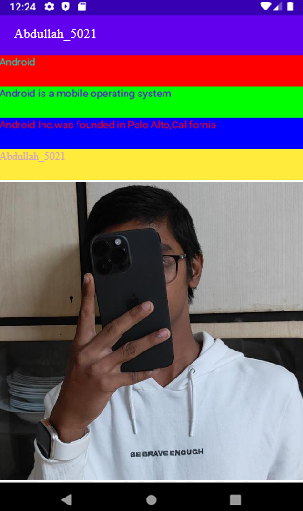 12:24
Abdullah_5021
Android
Android is a mobile operating system
Android Inc.was founded in Palo Alto,Calfornia
Abdullah_5021
BE BRAVE ENOUGH